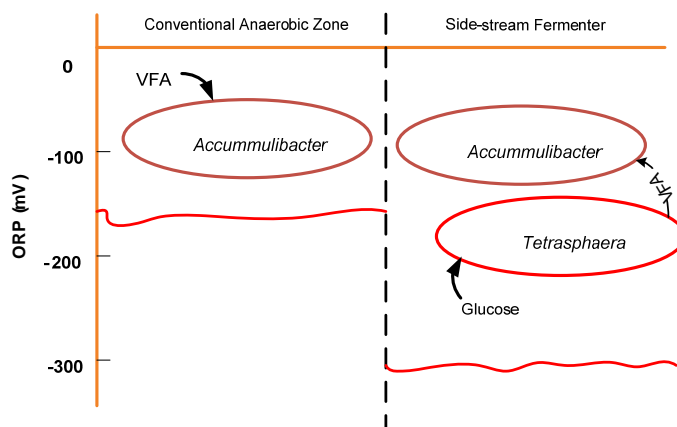 Conventional Anaerobic Zone
Side-stream Fermenter
0
VFA
Accummulibacter
Accummulibacter
-100
VFA
ORP (mV)
Tetrasphaera
-200
Glucose
-300